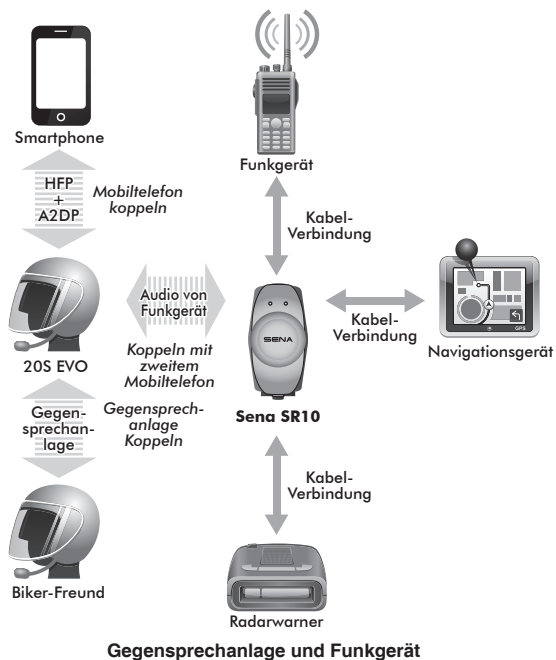 Smartphone
Funkgerät
HFP
+
A2DP
Mobiltelefon
koppeln
Kabel-
Verbindung
Audio von
Funkgerät
SENA
Kabel-
Verbindung
GPS
Navigationsgerät
20S EVO
Koppeln mit
zweitem
Mobiltelefon
Sena SR10
Gegen-
sprechan-
lage
Gegensprech-
anlage
Koppeln
Kabel-
Verbindung
Biker-Freund
Radarwarner
Gegensprechanlage und Funkgerät